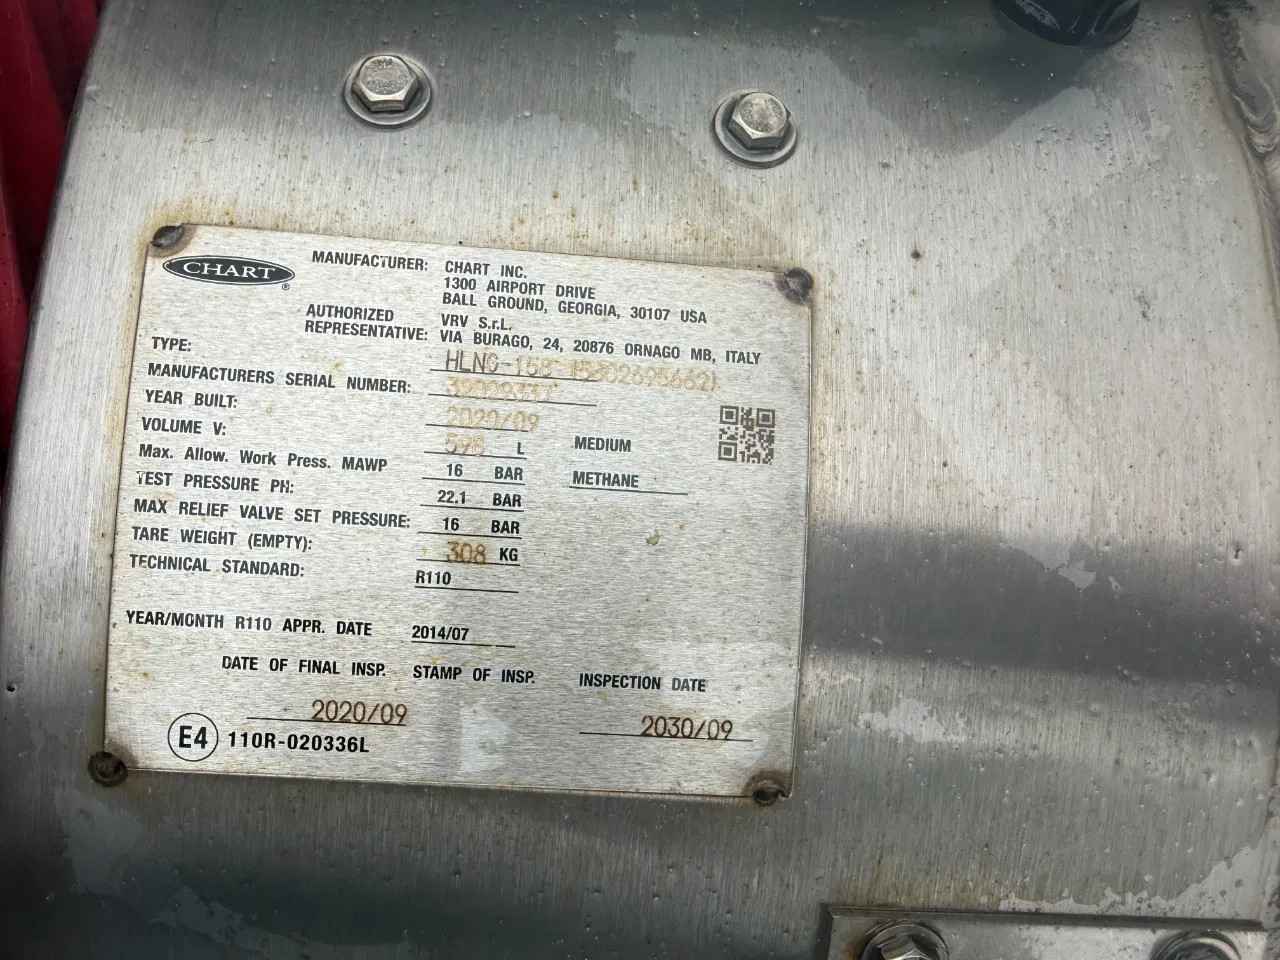 CHART®
MANUFACTURER: CHART INC.
1300 AIRPORT DRIVE
BALL GROUND, GEORGIA, 30107 USA
AUTHORIZED REPRESENTATIVE: VRV S.r.L.
VIA BURAGO, 24, 20876 ORNAGO MB, ITALY
TYPE:
MANUFACTURERS SERIAL NUMBER:
YEAR BUILT: 2020/09
VOLUME V: L MEDIUM
Max. Allow. Work Press. MAWP 16 BAR METHANE
TEST PRESSURE PH: 22.1 BAR
MAX RELIEF VALVE SET PRESSURE: 16 BAR
TARE WEIGHT (EMPTY): 308 KG
TECHNICAL STANDARD: R110
YEAR/MONTH R110 APPR. DATE 2014/07
DATE OF FINAL INSP. STAMP OF INSP. INSPECTION DATE
2020/09 2030/09
E4 110R-020336L